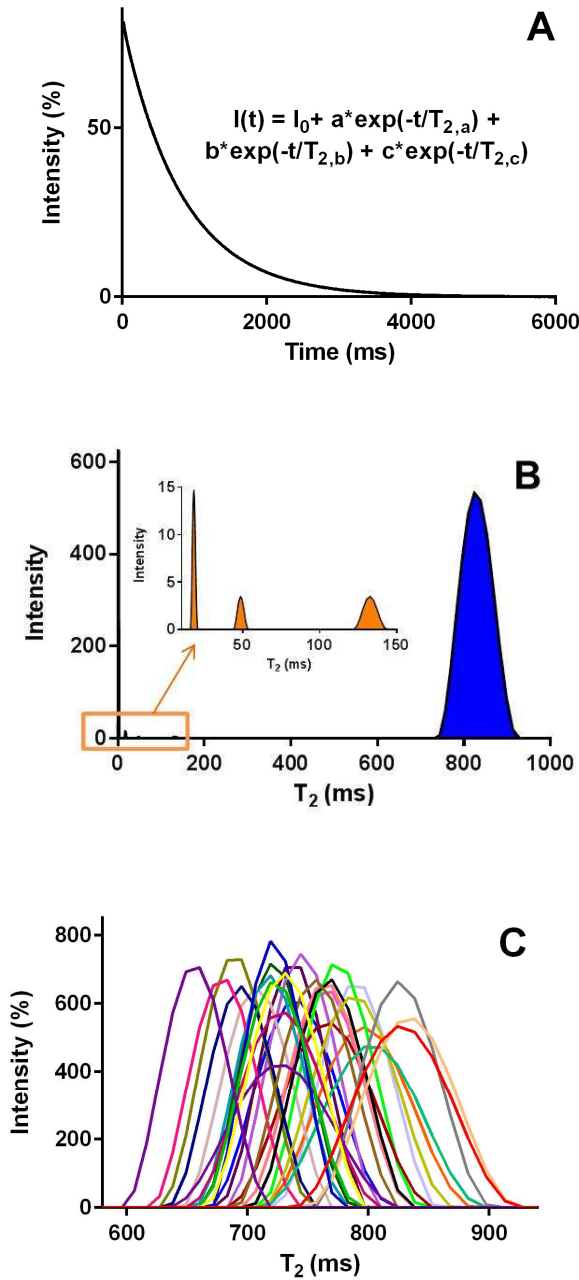 A
Intensity (%)
50
0
I(t) = I₀+ a*exp(-t/T₂,ₐ) +
b*exp(-t/T₂,b) + c*exp(-t/T₂,c)
0 2000 4000 6000
Time (ms)
B
Intensity
600
400
200
0
Intensity
15
10
5
0
50 100 150
T₂ (ms)
0 200 400 600 800 1000
T₂ (ms)
C
Intensity (%)
800
600
400
200
0
600 700 800 900
T₂ (ms)